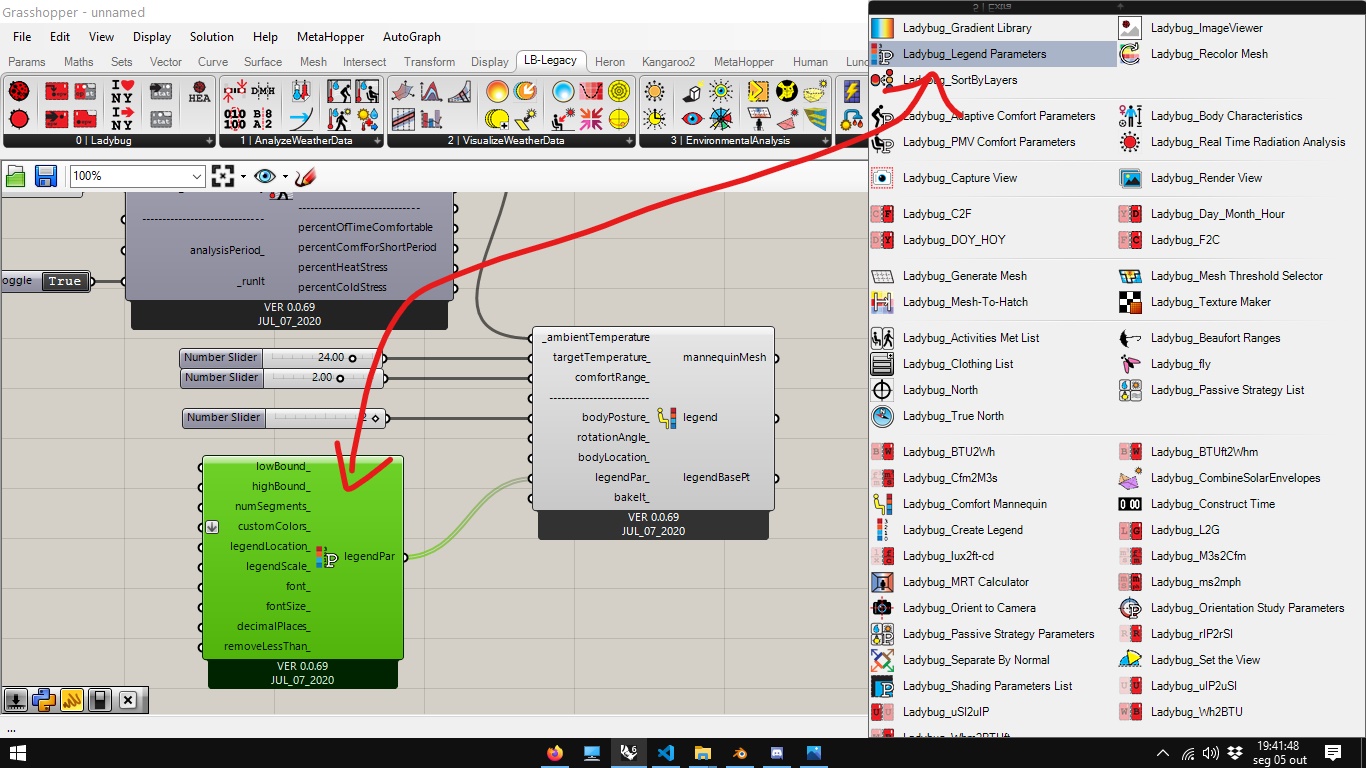 Grasshopper - unnamed
File Edit View Display Solution Help MetaHopper AutoGraph
Params Maths Sets Vector Curve Surface Mesh Intersect Transform Display LB-Legacy Kangaroo2 MetaHopper Human
I NY
I NY
HEA
DMH
100 010
B 8 8 2
0 | Ladybug
1 | AnalyzeWeatherData
2 | VisualizeWeatherData
3 | EnvironmentalAnalysis
100%
percentOfTimeComfortable
percentComfForShortPeriod
percentHeatStress
percentColdStress
analysisPeriod_
_runIt
VER 0.0.69
JUL_07_2020
oggle True
Number Slider 24.00
Number Slider 2.00
Number Slider 2
_ambientTemperature
targetTemperature_
comfortRange_
bodyPosture_
rotationAngle_
bodyLocation_
legendPar_
bakeIt_
mannequinMesh
legend
legendBasePt
VER 0.0.69
JUL_07_2020
lowBound_
highBound_
numSegments_
customColors_
legendLocation_
legendScale_
font_
fontSize_
decimalPlaces_
removeLessThan_
legendPar
VER 0.0.69
JUL_07_2020
...
Ladybug_Gradient Library
Ladybug_ImageViewer
Ladybug_Legend Parameters
Ladybug_Recolor Mesh
Ladybug_SortByLayers
Ladybug_Adaptive Comfort Parameters
Ladybug_Body Characteristics
Ladybug_PMV Comfort Parameters
Ladybug_Real Time Radiation Analysis
Ladybug_Capture View
Ladybug_Render View
Ladybug_C2F
Ladybug_Day_Month_Hour
Ladybug_DOY_HOY
Ladybug_F2C
Ladybug_Generate Mesh
Ladybug_Mesh Threshold Selector
Ladybug_Mesh-To-Hatch
Ladybug_Texture Maker
Ladybug_Activities Met List
Ladybug_Beaufort Ranges
Ladybug_Clothing List
Ladybug_fly
Ladybug_North
Ladybug_Passive Strategy List
Ladybug_True North
Ladybug_BTU2Wh
Ladybug_BTUft2Whm
Ladybug_Cfm2M3s
Ladybug_CombineSolarEnvelopes
Ladybug_Comfort Mannequin
Ladybug_Construct Time
Ladybug_Create Legend
Ladybug_L2G
Ladybug_lux2ft-cd
Ladybug_M3s2Cfm
Ladybug_MRT Calculator
Ladybug_ms2mph
Ladybug_Orient to Camera
Ladybug_Orientation Study Parameters
Ladybug_Passive Strategy Parameters
Ladybug_rIP2rSI
Ladybug_Separate By Normal
Ladybug_Set the View
Ladybug_Shading Parameters List
Ladybug_uIP2uSI
Ladybug_uSI2uIP
Ladybug_Wh2BTU
19:41:48
seg 05 out